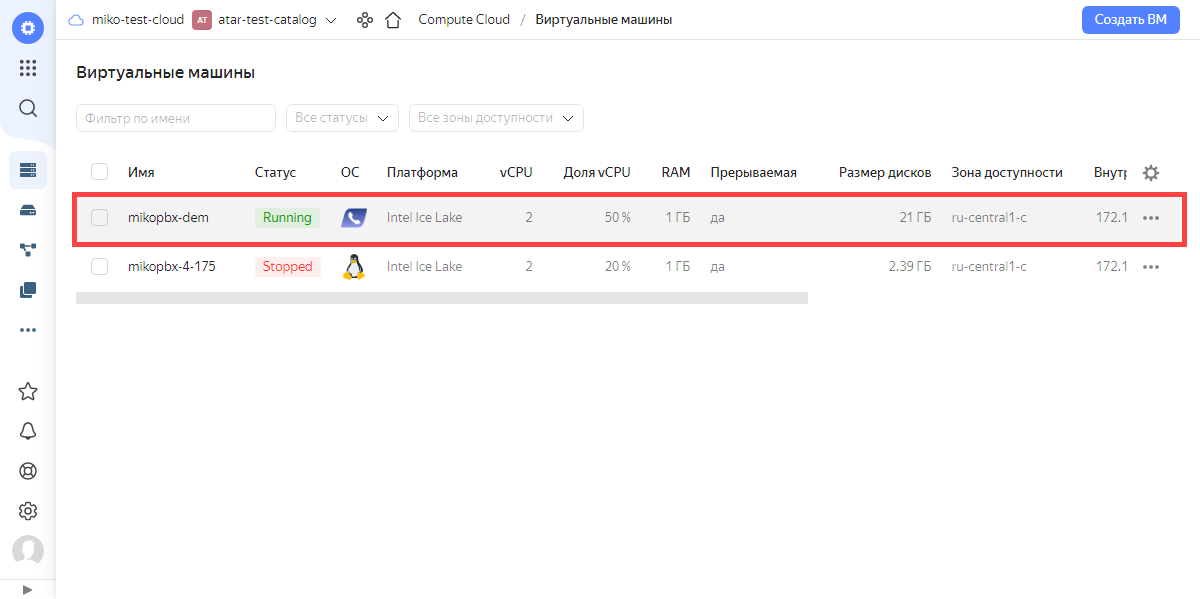 miko-test-cloud AT atar-test-catalog Compute Cloud / Виртуальные машины Создать ВМ
Виртуальные машины
Фильтр по имени Все статусы Все зоны доступности
Имя Статус ОС Платформа vCPU Доля vCPU RAM Прерываемая Размер дисков Зона доступности Внутр
mikopbx-dem Running Intel Ice Lake 2 50 % 1 ГБ да 21 ГБ ru-central1-c 172.1
mikopbx-4-175 Stopped Intel Ice Lake 2 20 % 1 ГБ да 2.39 ГБ ru-central1-c 172.1